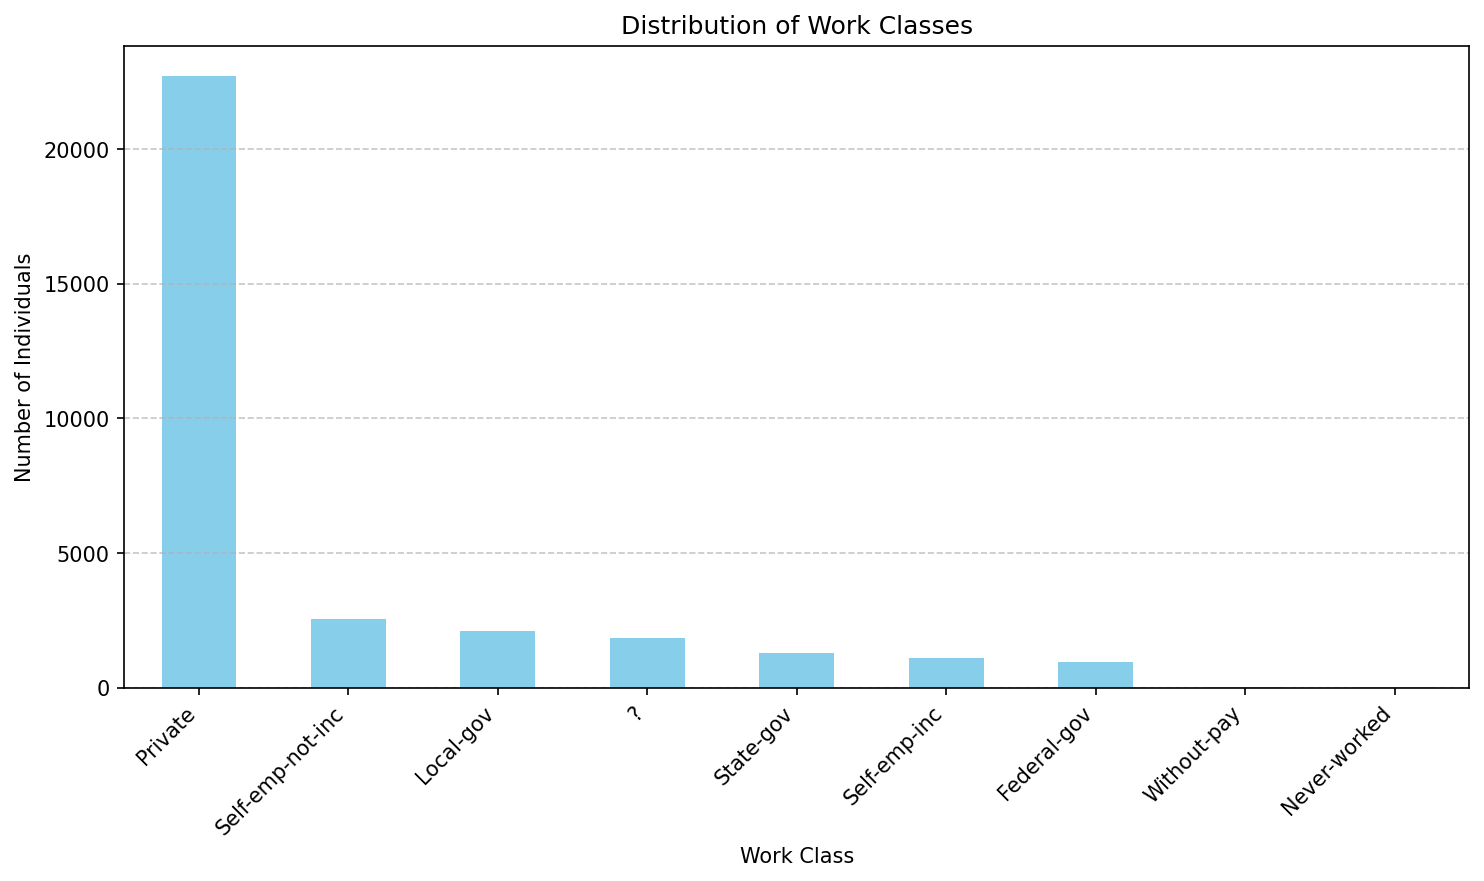 Distribution of Work Classes
Number of Individuals
20000
15000
10000
5000
0
Private
Self-emp-not-inc
Local-gov
?
State-gov
Self-emp-inc
Federal-gov
Without-pay
Never-worked
Work Class